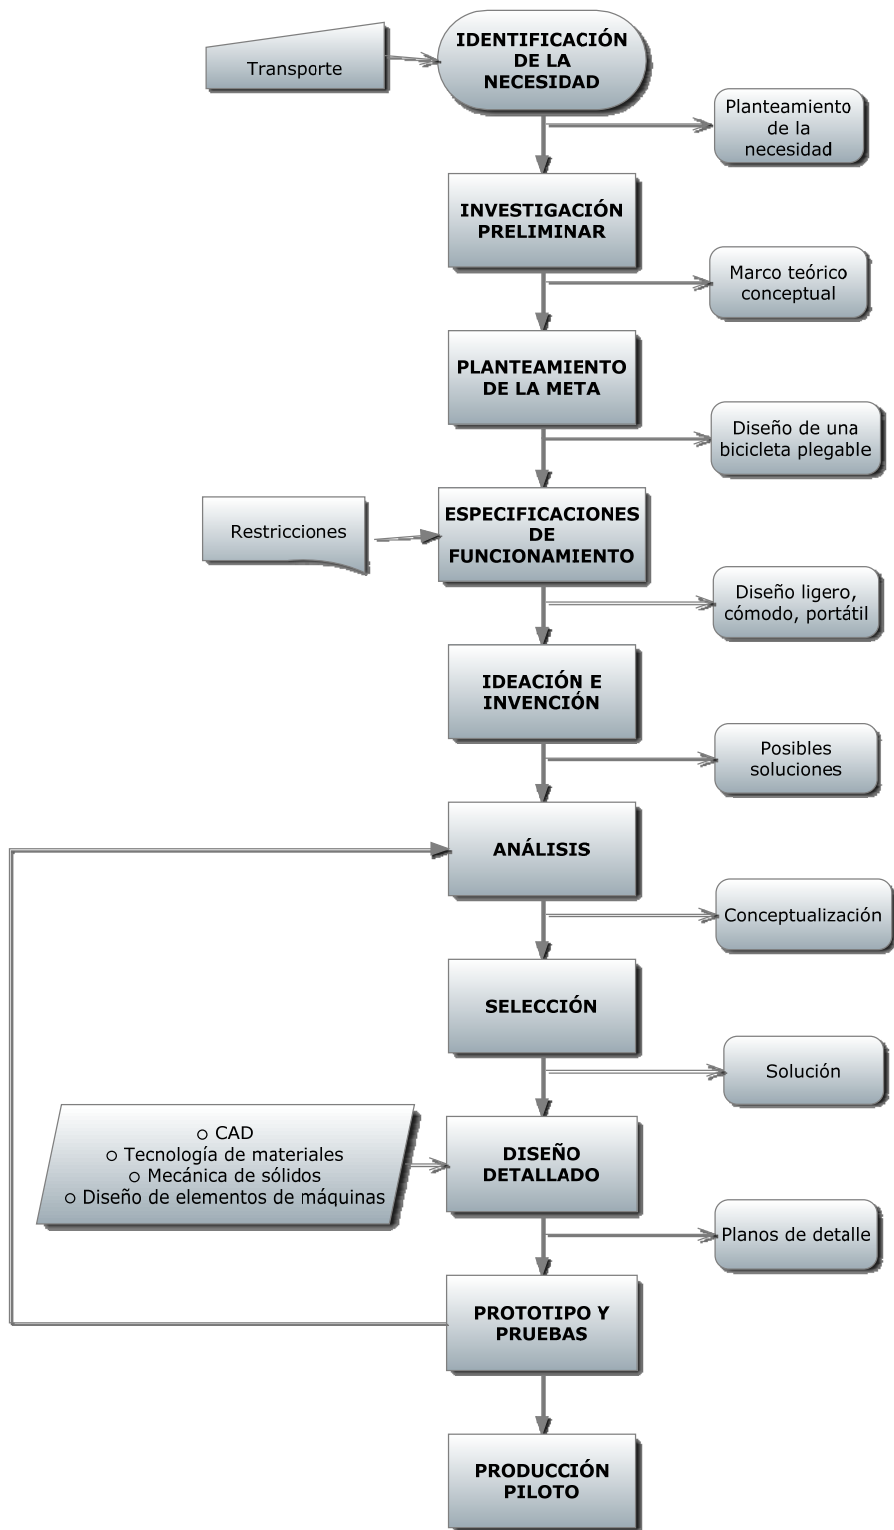 Transporte
IDENTIFICACIÓN
DE LA
NECESIDAD
Planteamiento
de la
necesidad
INVESTIGACIÓN
PRELIMINAR
Marco teórico
conceptual
PLANTEAMIENTO
DE LA META
Diseño de una
bicicleta plegable
Restricciones
ESPECIFICACIONES
DE
FUNCIONAMIENTO
Diseño ligero,
cómodo, portátil
IDEACIÓN E
INVENCIÓN
Posibles
soluciones
ANÁLISIS
Conceptualización
SELECCIÓN
Solución
○ CAD
○ Tecnología de materiales
○ Mecánica de sólidos
○ Diseño de elementos de máquinas
DISEÑO
DETALLADO
Planos de detalle
PROTOTIPO Y
PRUEBAS
PRODUCCIÓN
PILOTO